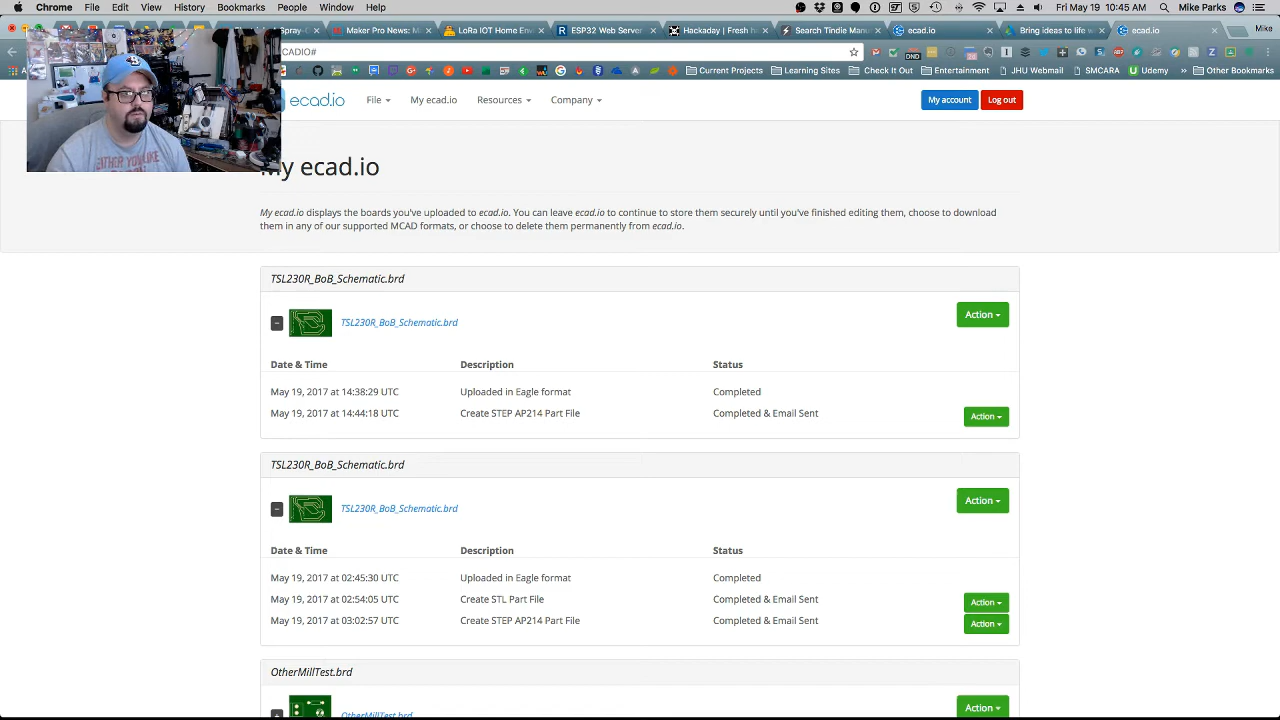 Chrome File Edit View History Bookmarks People Window Help
Fri May 19 10:45 AM Mike Parks
Spray-C
Maker Pro News: M
LoRa IOT Home Env
ESP32 Web Server
Hackaday | Fresh h
Search Tindie Manu
ecad.io
Bring ideas to life w
ecad.io
Mike
CADIO#
Current Projects Learning Sites Check It Out Entertainment JHU Webmail SMCARA Udemy » Other Bookmarks
ecad.io File My ecad.io Resources Company My account Log out
My ecad.io
My ecad.io displays the boards you've uploaded to ecad.io. You can leave ecad.io to continue to store them securely until you've finished editing them, choose to download
them in any of our supported MCAD formats, or choose to delete them permanently from ecad.io.
TSL230R_BoB_Schematic.brd
TSL230R_BoB_Schematic.brd Action
Date & Time Description Status
May 19, 2017 at 14:38:29 UTC Uploaded in Eagle format Completed
May 19, 2017 at 14:44:18 UTC Create STEP AP214 Part File Completed & Email Sent Action
TSL230R_BoB_Schematic.brd
TSL230R_BoB_Schematic.brd Action
Date & Time Description Status
May 19, 2017 at 02:45:30 UTC Uploaded in Eagle format Completed
May 19, 2017 at 02:54:05 UTC Create STL Part File Completed & Email Sent Action
May 19, 2017 at 03:02:57 UTC Create STEP AP214 Part File Completed & Email Sent Action
OtherMillTest.brd
OtherMillTest.brd Action